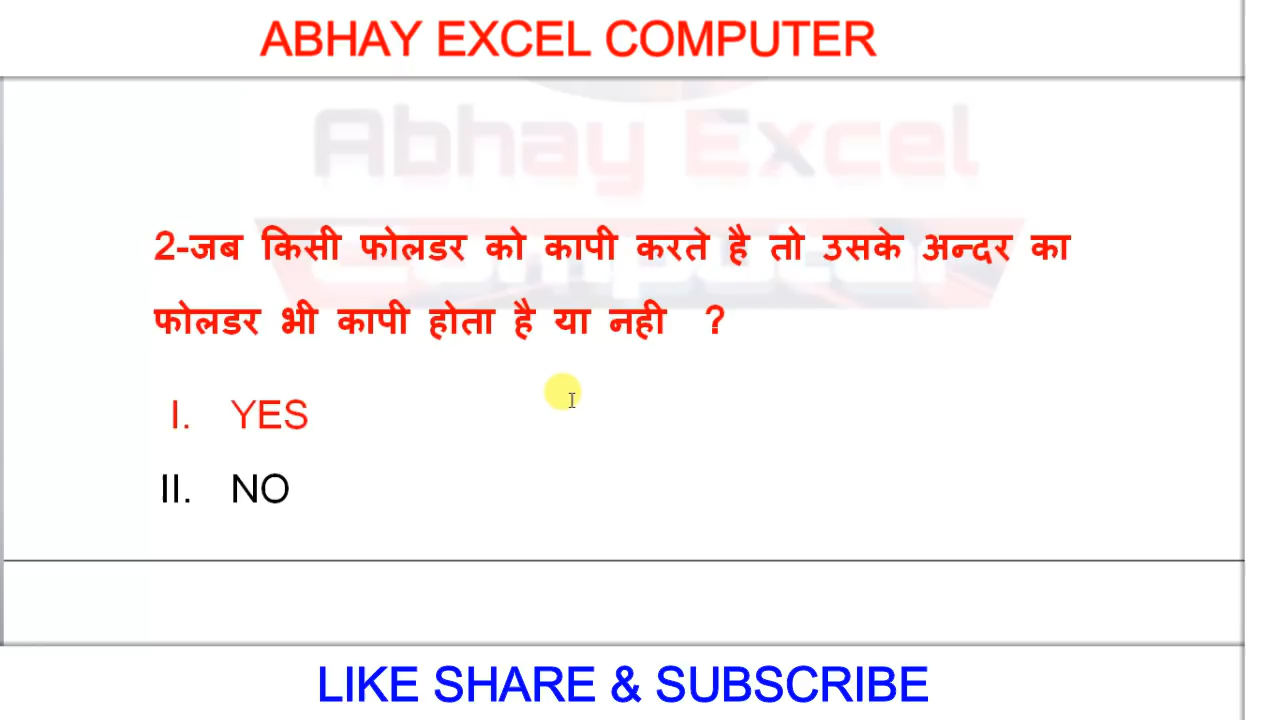 ABHAY EXCEL COMPUTER
Abhay Excel
Computer
2-जब किसी फोलडर को कापी करते है तो उसके अन्दर का
फोलडर भी कापी होता है या नही ?
I. YES
II. NO
LIKE SHARE & SUBSCRIBE